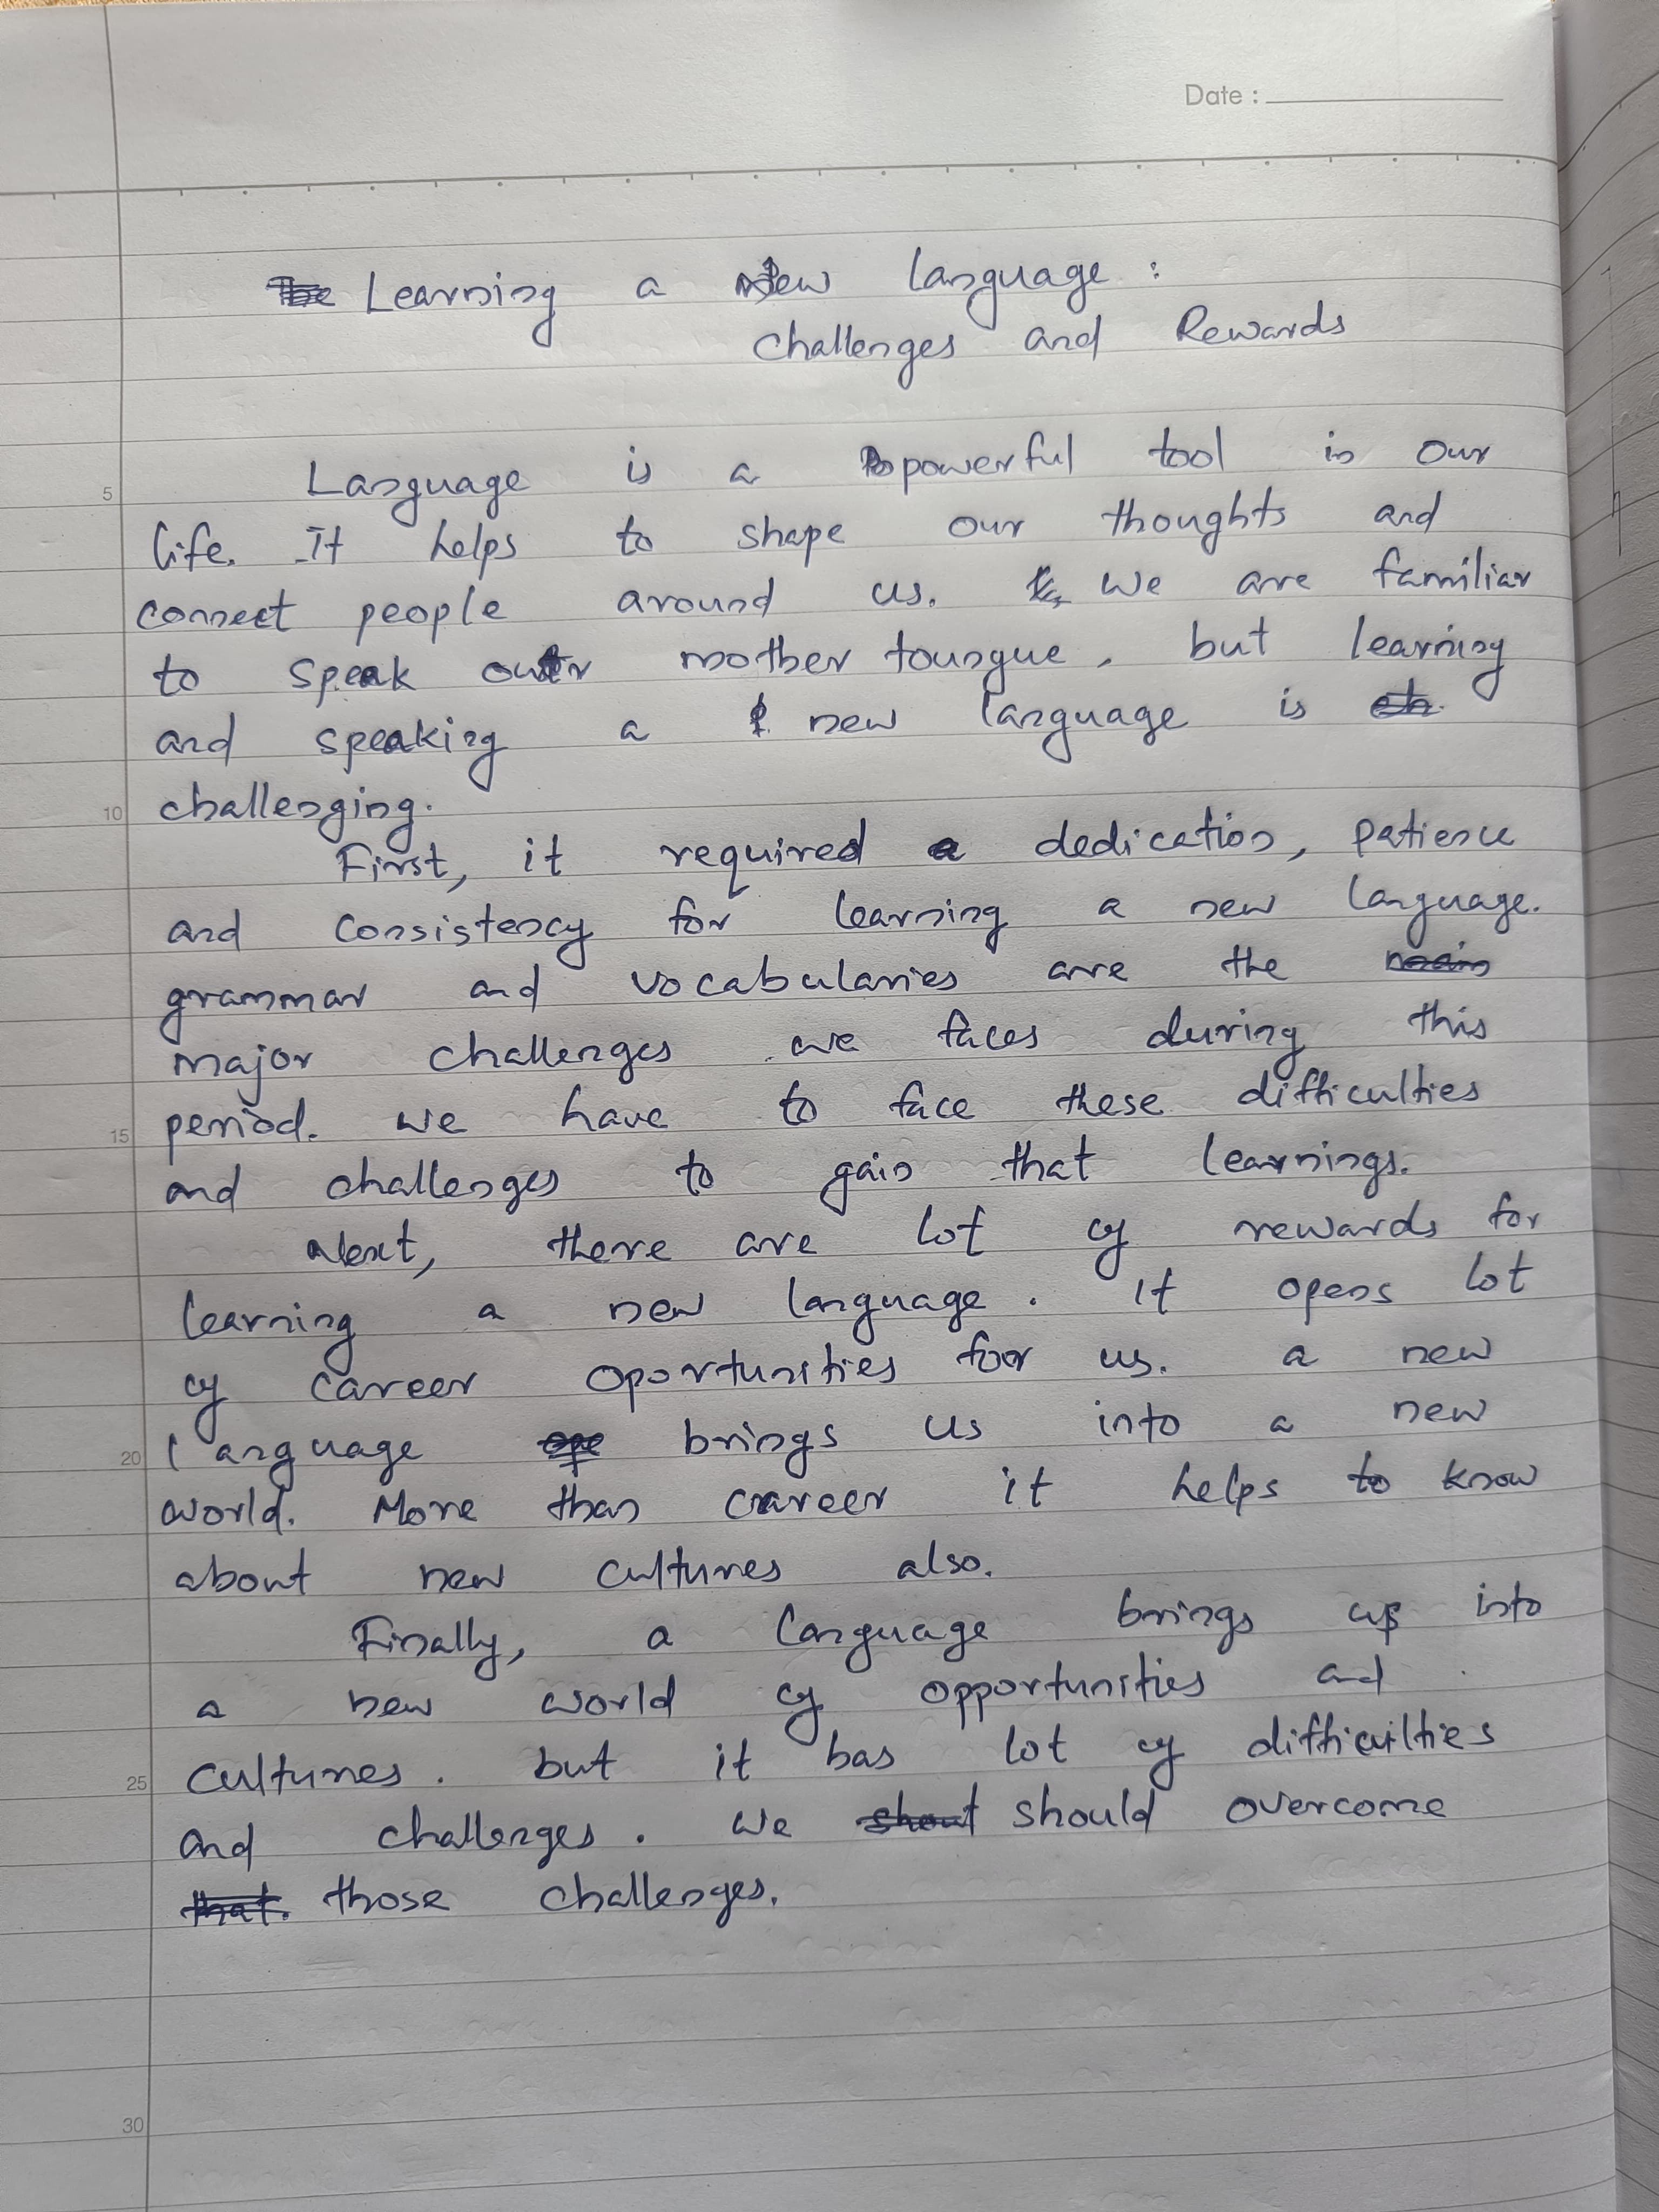 Date :
Learning a New language :
Challenges and Rewards
Language is a powerful tool in our
5
life. It helps to shape our thoughts and
connect people around us. We are familiar
to speak our mother toungue, but learning
and speaking a new language is
10 challenging.
First, it required a dedication, patience
and consistency for learning a new language.
grammar and vocabularies are the
major challenges we faces during this
15 period. we have to face these difficulties
and challenges to gain that learnings.
Next, there are lot of rewards for
learning a new language. It opens lot
of career oportunities for us. a new
20 language brings us into a new
world. More than career it helps to know
about new cultures also.
Finally, a language brings us into
a new world of opportunities and
25 cultures. but it has lot of difficulties
and challenges. we should overcome
those challenges.
30